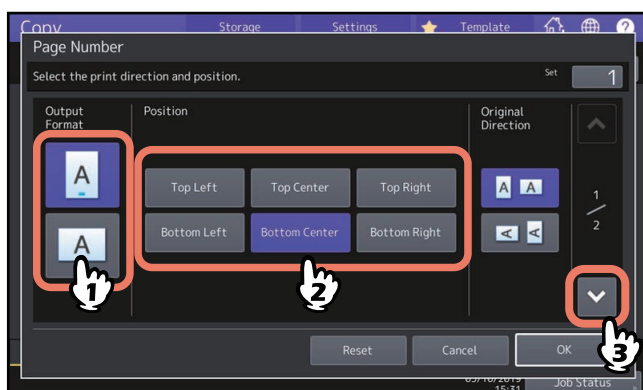 Copy Storage Settings Template ?
Page Number
Select the print direction and position. Set 1
Output Format
Position
Original Direction
A
A
Top Left Top Center Top Right
Bottom Left Bottom Center Bottom Right
A A
A A
1
/
2
1
2
3
Reset Cancel OK
15:31 Job Status